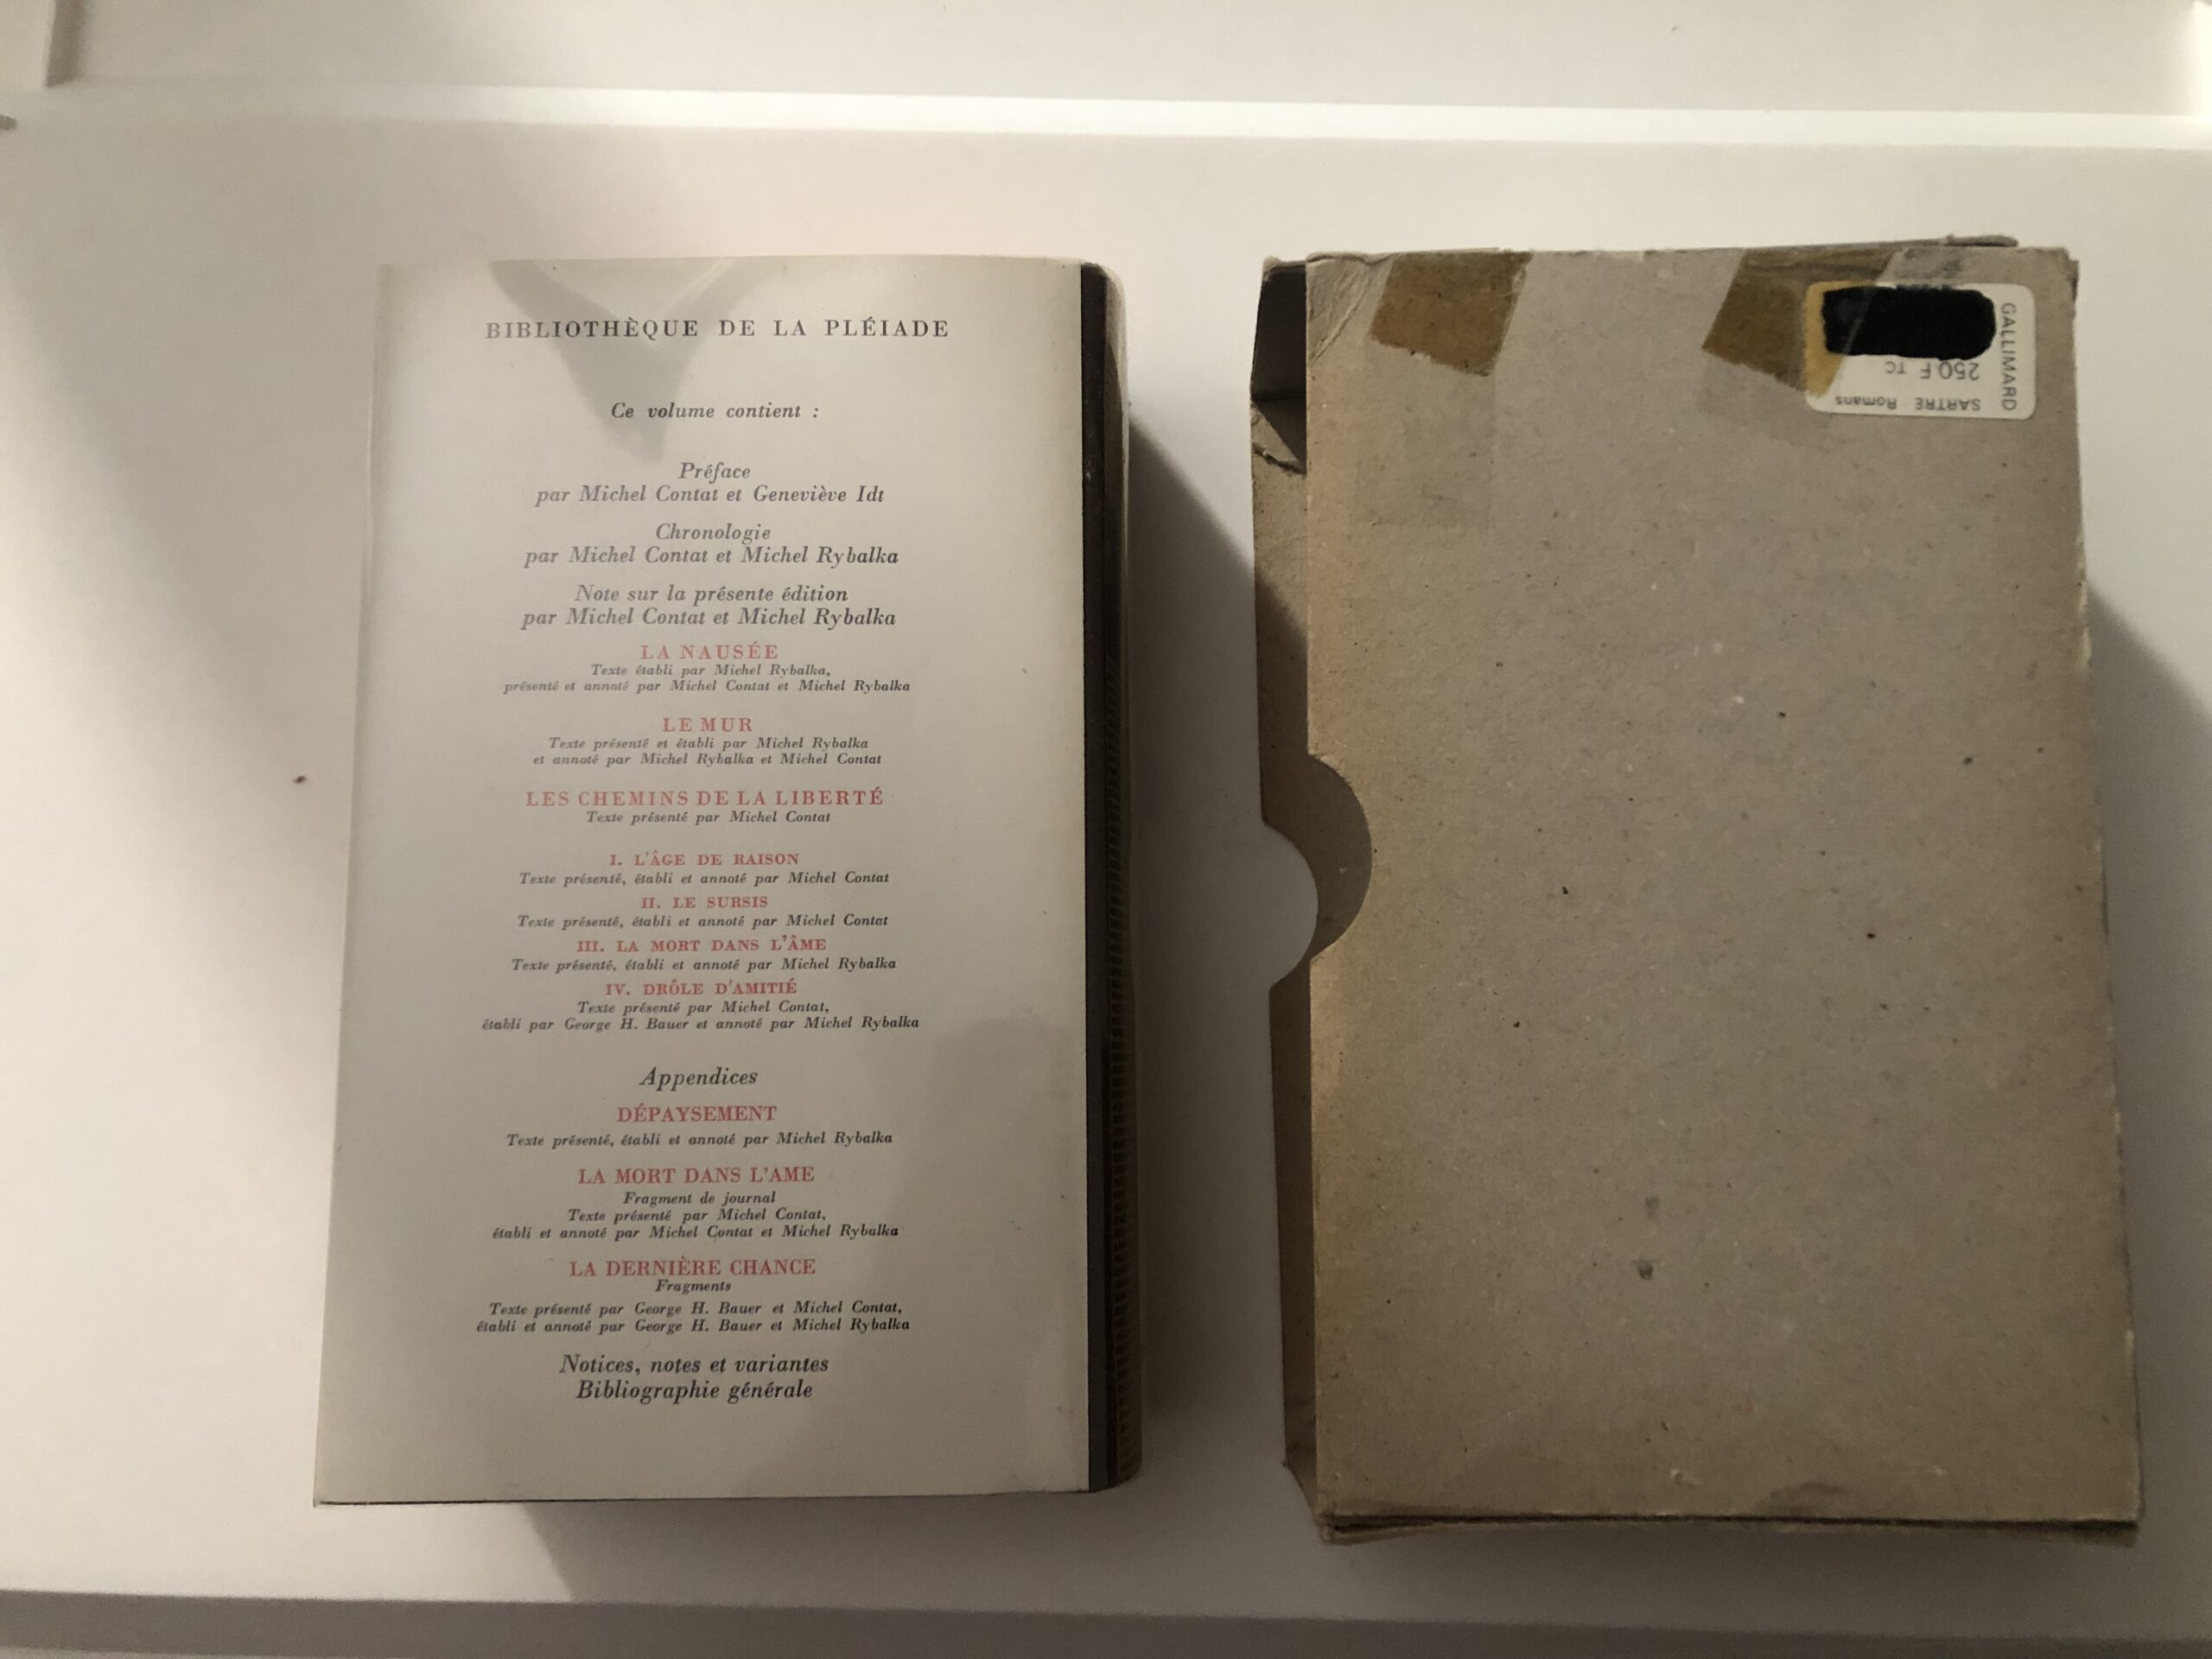 BIBLIOTHÈQUE DE LA PLÉIADE
Ce volume contient :
Préface
par Michel Contat et Geneviève Idt
Chronologie
par Michel Contat et Michel Rybalka
Note sur la présente édition
par Michel Contat et Michel Rybalka
LA NAUSÉE
Texte établi par Michel Rybalka,
présenté et annoté par Michel Contat et Michel Rybalka
LE MUR
Texte présenté et établi par Michel Rybalka
et annoté par Michel Rybalka et Michel Contat
LES CHEMINS DE LA LIBERTÉ
Texte présenté par Michel Contat
I. L'ÂGE DE RAISON
Texte présenté, établi et annoté par Michel Contat
II. LE SURSIS
Texte présenté, établi et annoté par Michel Contat
III. LA MORT DANS L'ÂME
Texte présenté, établi et annoté par Michel Rybalka
IV. DRÔLE D'AMITIÉ
Texte présenté par Michel Contat,
établi par George H. Bauer et annoté par Michel Rybalka
Appendices
DÉPAYSEMENT
Texte présenté, établi et annoté par Michel Rybalka
LA MORT DANS L'AME
Fragment de journal
Texte présenté par Michel Contat,
établi et annoté par Michel Contat et Michel Rybalka
LA DERNIÈRE CHANCE
Fragments
Texte présenté par George H. Bauer et Michel Contat,
établi et annoté par George H. Bauer et Michel Rybalka
Notices, notes et variantes
Bibliographie générale
GALLIMARD
SARTRE Romans
250 F TC